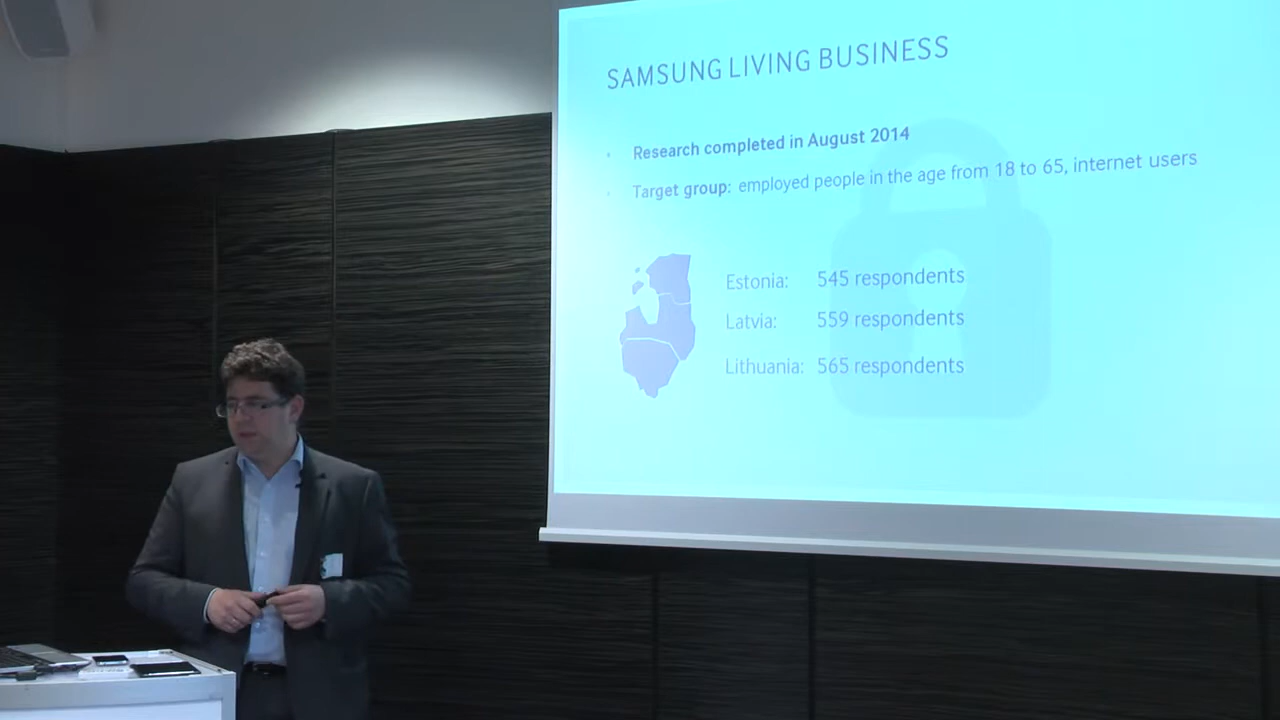 SAMSUNG LIVING BUSINESS
Research completed in August 2014
Target group: employed people in the age from 18 to 65, internet users
Estonia: 545 respondents
Latvia: 559 respondents
Lithuania: 565 respondents